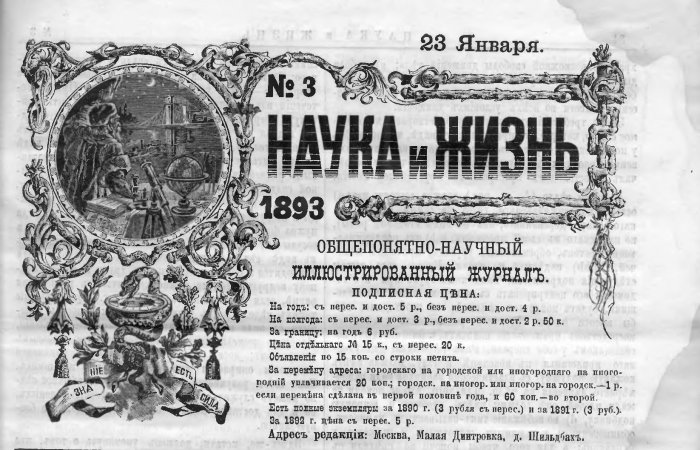 23 Января.
№ 3
НАУКА и ЖИЗНЬ
1893
ОБЩЕПОНЯТНО-НАУЧНЫЙ
ИЛЛЮСТРИРОВАННЫЙ ЖУРНАЛЪ.
ПОДПИСНАЯ ЦѢНА:
На годъ: съ перес. и дост. 5 р., безъ перес. и дост. 4 р.
На полгода: съ перес. и дост. 3 р., безъ перес. и дост. 2 р. 50 к.
За границу: на годъ 6 руб.
Цѣна отдѣльнаго № 15 к., съ перес. 20 к.
Объявленія по 15 коп. со строки петита.
За перемѣну адреса: городскаго на городской или иногородняго на иного-
родній уплачивается 20 коп.; городск. на иногор. или иногор. на городск.—1 р.
если перемѣна сдѣлана въ первой половинѣ года, и 60 коп.—во второй.
Есть полные экземпляры за 1890 г. (3 рубля съ перес.) и за 1891 г. (3 руб.).
За 1892 г. цѣна съ перес. 5 р.
Адресъ редакціи: Москва, Малая Дмитровка, д. Шильдбахъ.
ЗНА НІЕ ЕСТЬ СИЛА